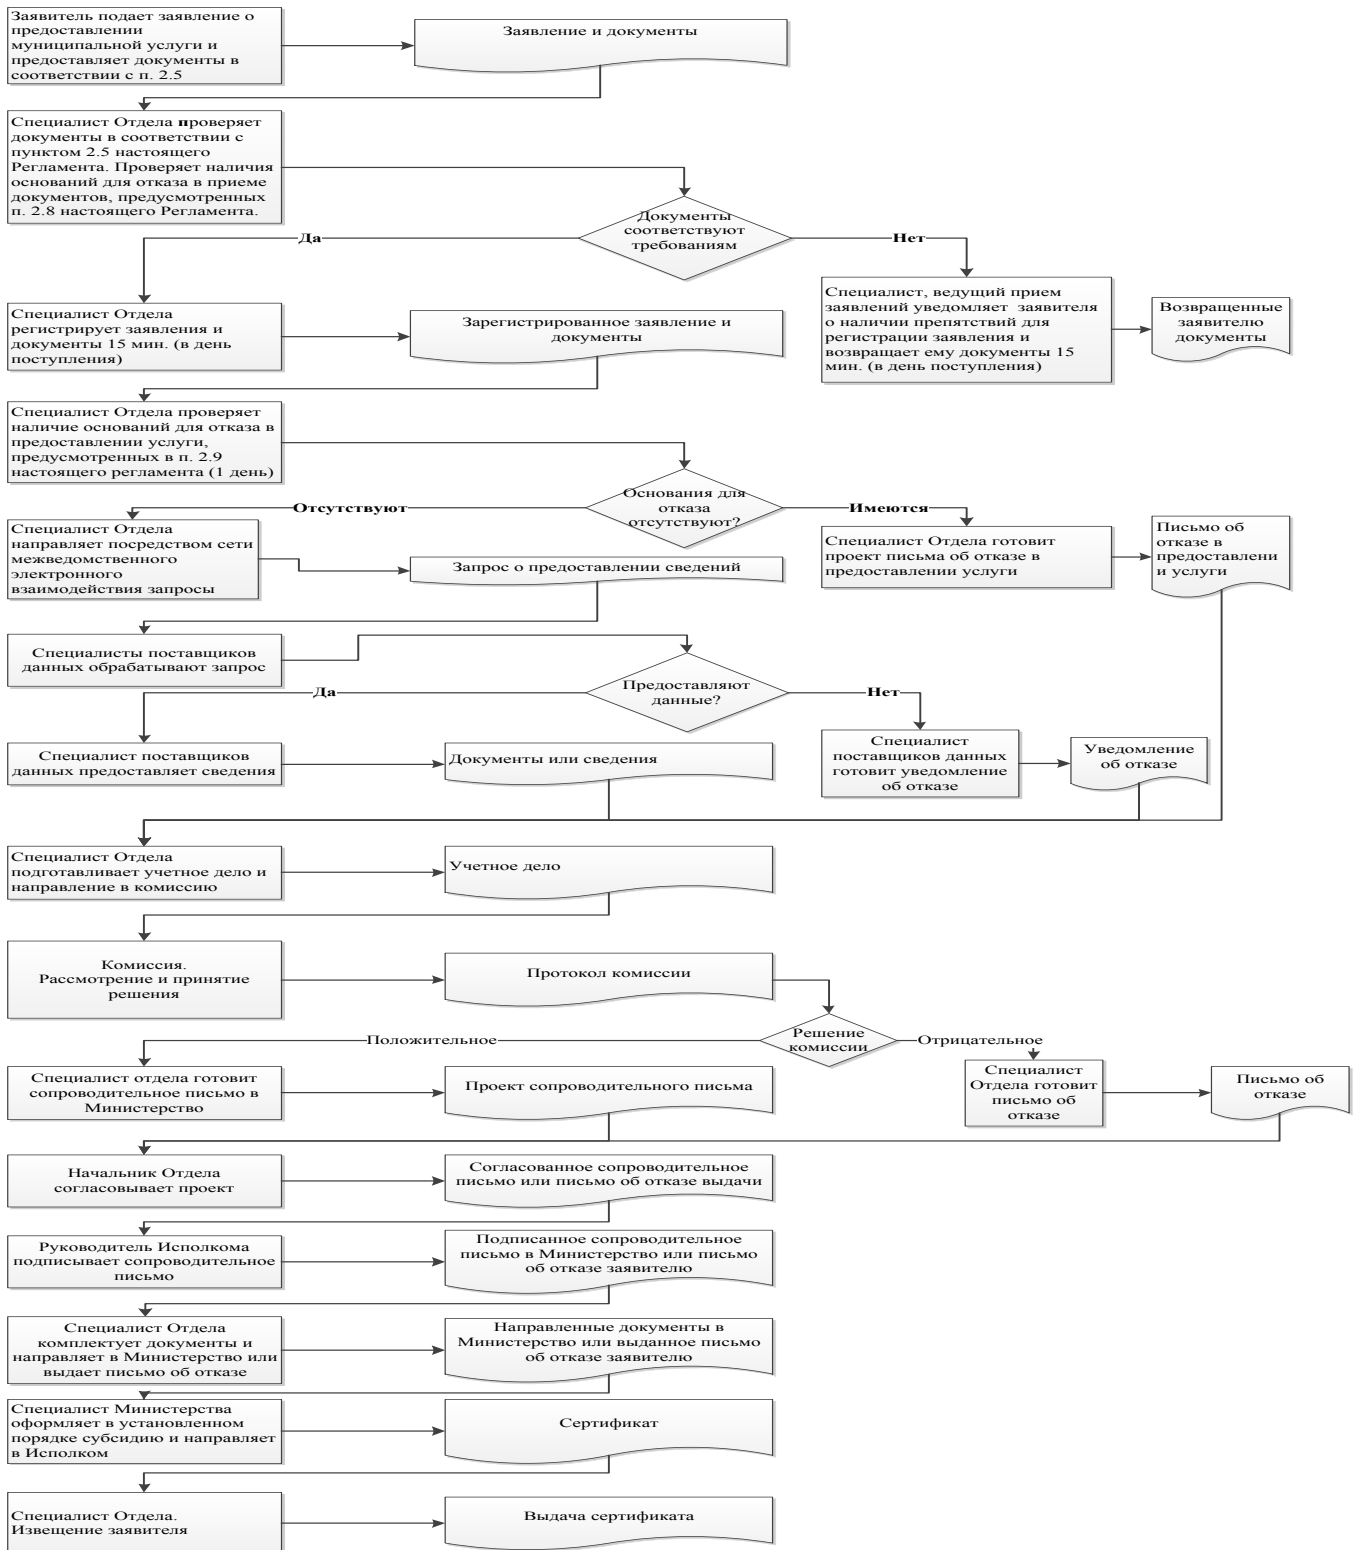 Заявитель подает заявление о
предоставлении
муниципальной услуги и
предоставляет документы в
соответствии с п. 2.5
Заявление и документы
Специалист Отдела проверяет
документы в соответствии с
пунктом 2.5 настоящего
Регламента. Проверяет наличия
оснований для отказа в приеме
документов, предусмотренных
п. 2.8 настоящего Регламента.
Документы
соответствуют
требованиям
Да
Нет
Специалист Отдела
регистрирует заявления и
документы 15 мин. (в день
поступления)
Зарегистрированное заявление и
документы
Специалист, ведущий прием
заявлений уведомляет заявителя
о наличии препятствий для
регистрации заявления и
возвращает ему документы 15
мин. (в день поступления)
Возвращенные
заявителю
документы
Специалист Отдела проверяет
наличие оснований для отказа в
предоставлении услуги,
предусмотренных в п. 2.9
настоящего регламента (1 день)
Основания для
отказа
отсутствуют?
Отсутствуют
Имеются
Специалист Отдела
направляет посредством сети
межведомственного
электронного
взаимодействия запросы
Запрос о предоставлении сведений
Специалист Отдела готовит
проект письма об отказе в
предоставлении услуги
Письмо об
отказе в
предоставлени
и услуги
Специалисты поставщиков
данных обрабатывают запрос
Предоставляют
данные?
Да
Нет
Специалист поставщиков
данных предоставляет сведения
Документы или сведения
Специалист
поставщиков данных
готовит уведомление
об отказе
Уведомление
об отказе
Специалист Отдела
подготавливает учетное дело и
направление в комиссию
Учетное дело
Комиссия.
Рассмотрение и принятие
решения
Протокол комиссии
Решение
комиссии
Положительное
Отрицательное
Специалист отдела готовит
сопроводительное письмо в
Министерство
Проект сопроводительного письма
Специалист
Отдела готовит
письмо об
отказе
Письмо об
отказе
Начальник Отдела
согласовывает проект
Согласованное сопроводительное
письмо или письмо об отказе выдачи
Руководитель Исполкома
подписывает сопроводительное
письмо
Подписанное сопроводительное
письмо в Министерство или письмо
об отказе заявителю
Специалист Отдела
комплектует документы и
направляет в Министерство или
выдает письмо об отказе
Направленные документы в
Министерство или выданное письмо
об отказе заявителю
Специалист Министерства
оформляет в установленном
порядке субсидию и направляет
в Исполком
Сертификат
Специалист Отдела.
Извещение заявителя
Выдача сертификата